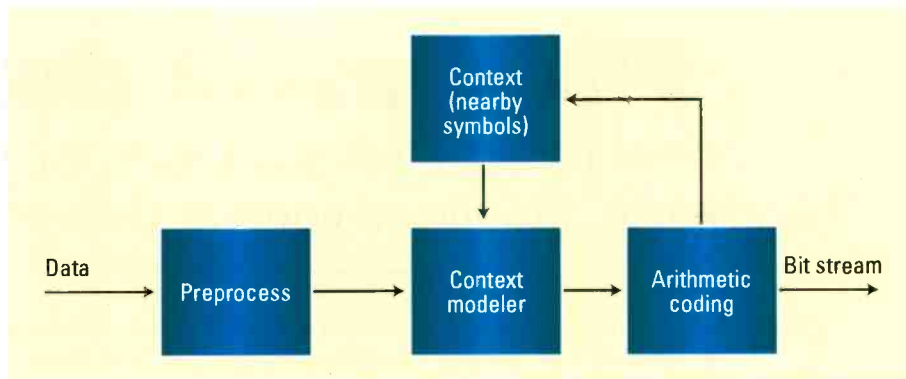 Context
(nearby
symbols)
Data
Preprocess
Context
modeler
Arithmetic
coding
Bit stream